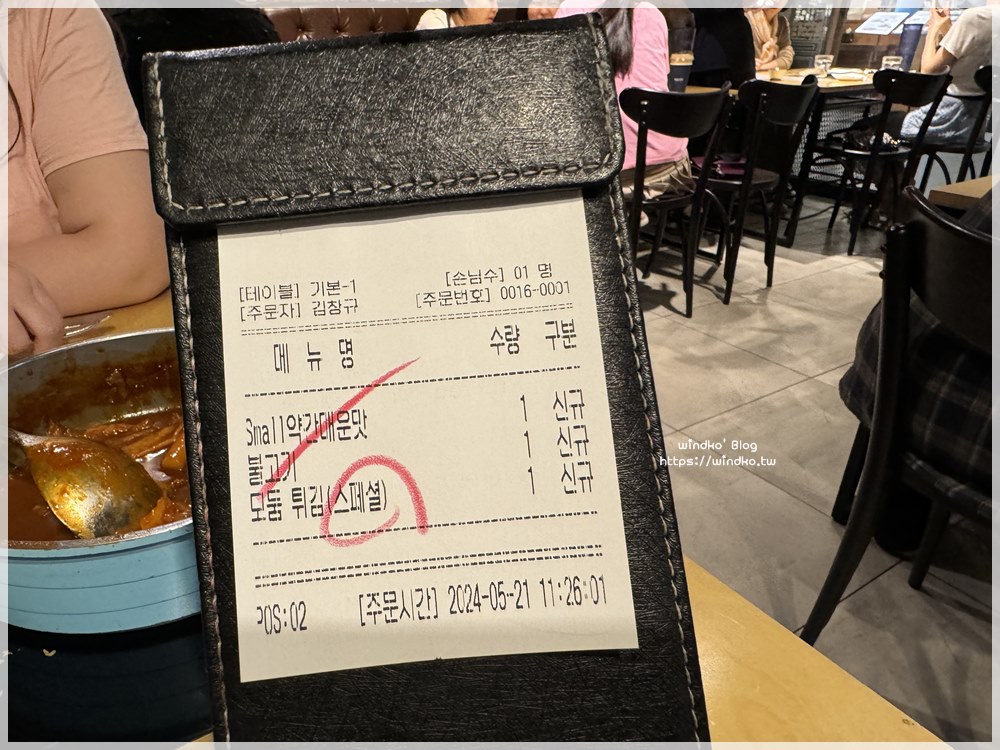 [테이블] 기본-1 [손님수] 01 명
[주문자] 김창규 [주문번호] 0016-0001
메 뉴 명 수량 구분
Small약간매운맛 1 신규
불고기 1 신규
모듬 튀김(스페셜) 1 신규
POS:02 [주문시간] 2024-05-21 11:26:01
windko' Blog
https://windko.tw